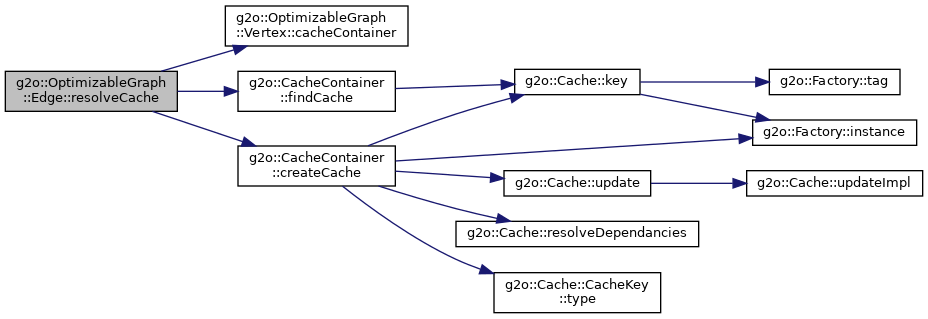 g2o::OptimizableGraph
::Edge::resolveCache
g2o::OptimizableGraph
::Vertex::cacheContainer
g2o::CacheContainer
::findCache
g2o::CacheContainer
::createCache
g2o::Cache::key
g2o::Factory::tag
g2o::Factory::instance
g2o::Cache::update
g2o::Cache::updateImpl
g2o::Cache::resolveDependancies
g2o::Cache::CacheKey
::type